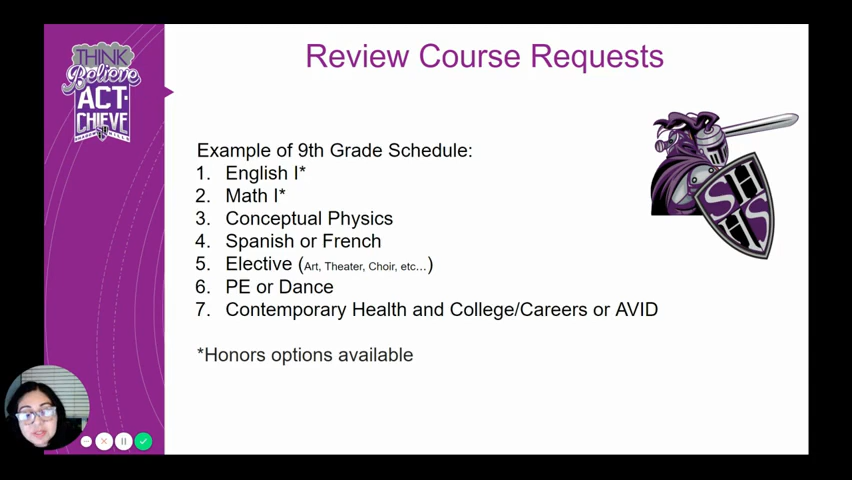 Review Course Requests
THINK
Believe
ACT-
CHIEVE
Example of 9th Grade Schedule:
1. English I*
2. Math I*
3. Conceptual Physics
4. Spanish or French
5. Elective (Art, Theater, Choir, etc...)
6. PE or Dance
7. Contemporary Health and College/Careers or AVID
*Honors options available
SH
HS